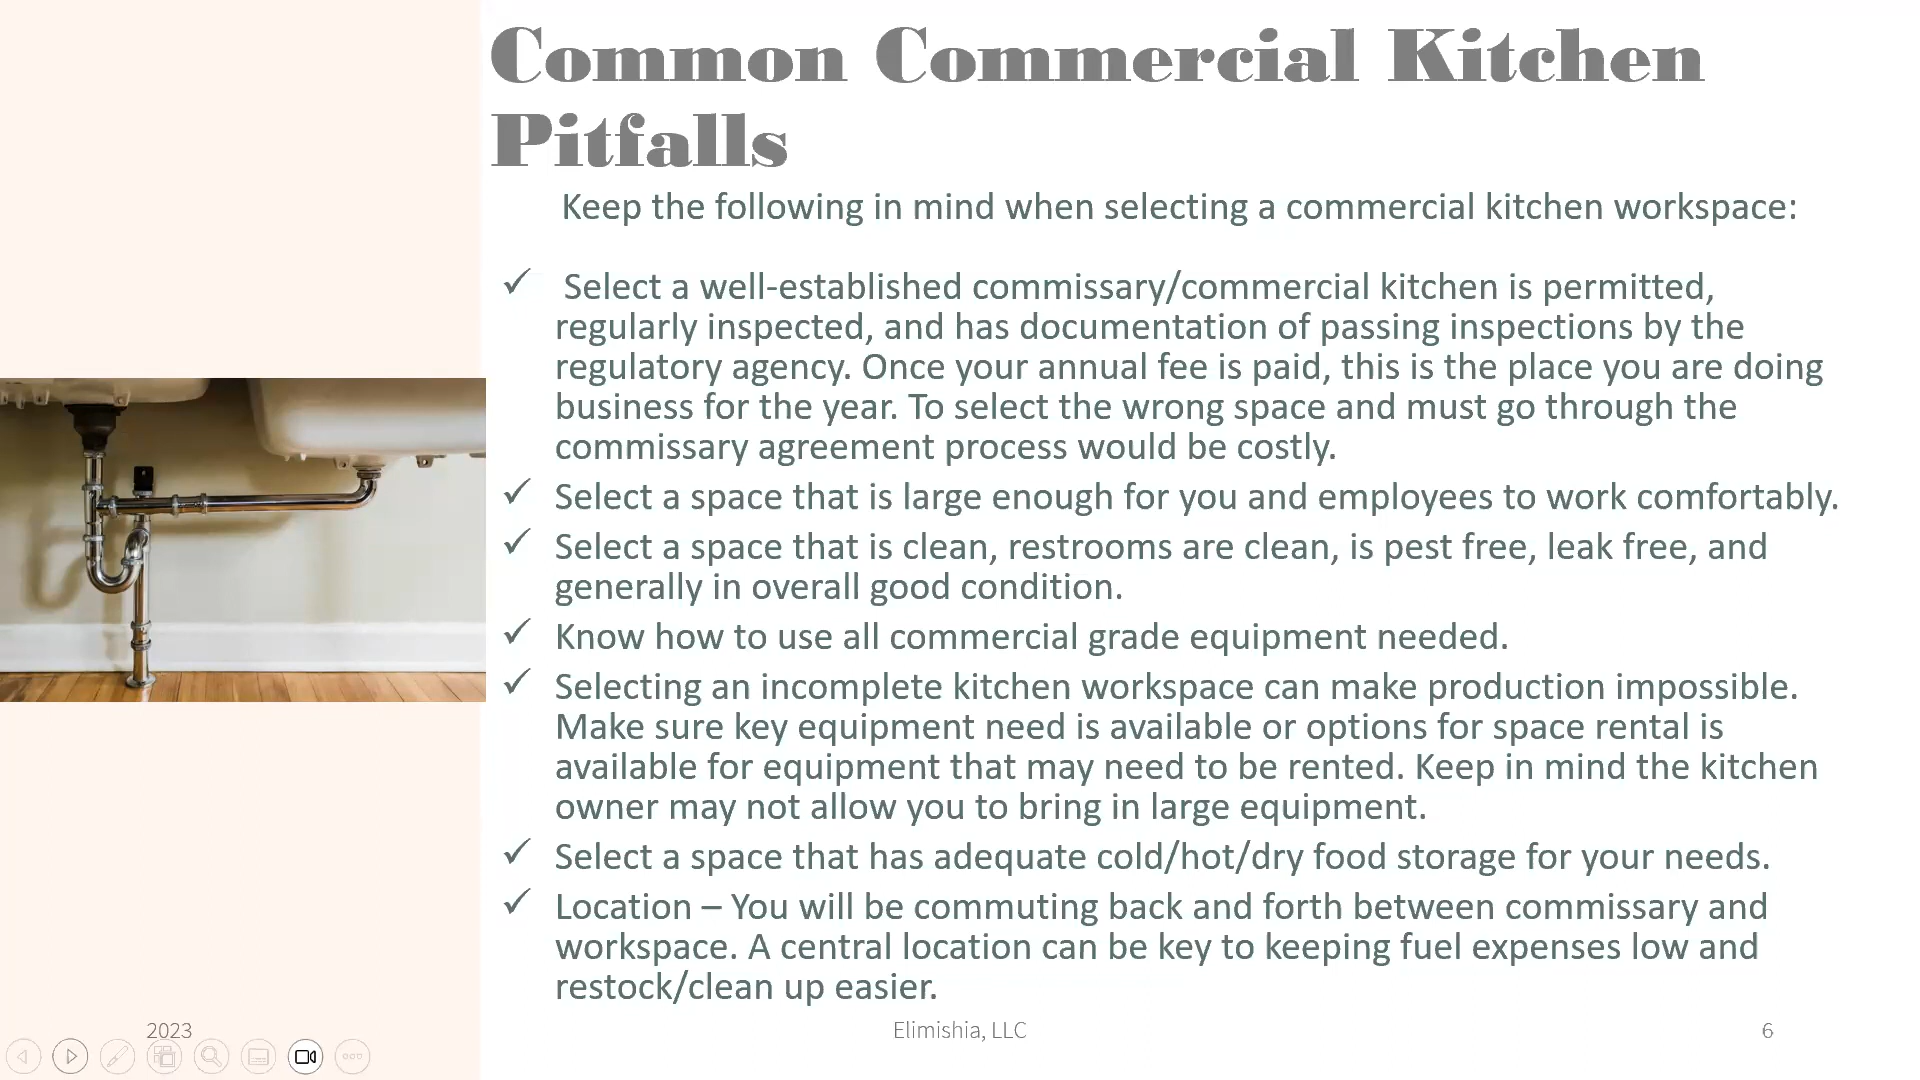 Common Commercial Kitchen
Pitfalls
Keep the following in mind when selecting a commercial kitchen workspace:
✓ Select a well-established commissary/commercial kitchen is permitted,
regularly inspected, and has documentation of passing inspections by the
regulatory agency. Once your annual fee is paid, this is the place you are doing
business for the year. To select the wrong space and must go through the
commissary agreement process would be costly.
✓ Select a space that is large enough for you and employees to work comfortably.
✓ Select a space that is clean, restrooms are clean, is pest free, leak free, and
generally in overall good condition.
✓ Know how to use all commercial grade equipment needed.
✓ Selecting an incomplete kitchen workspace can make production impossible.
Make sure key equipment need is available or options for space rental is
available for equipment that may need to be rented. Keep in mind the kitchen
owner may not allow you to bring in large equipment.
✓ Select a space that has adequate cold/hot/dry food storage for your needs.
✓ Location – You will be commuting back and forth between commissary and
workspace. A central location can be key to keeping fuel expenses low and
restock/clean up easier.
2023
Elimishia, LLC
6